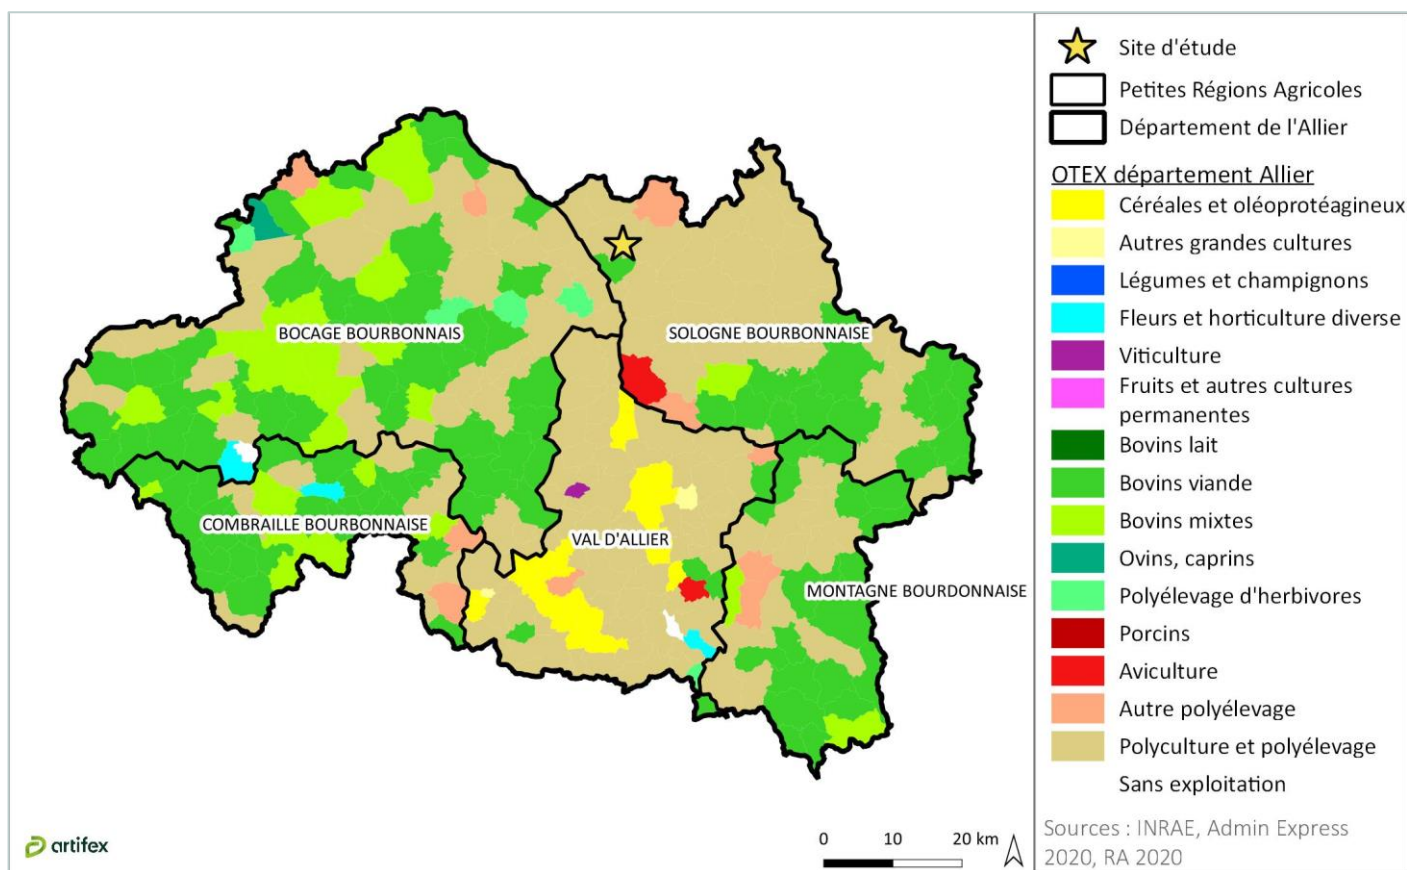 Site d'étude
Petites Régions Agricoles
Département de l'Allier
OTEX département Allier
Céréales et oléoprotéagineux
Autres grandes cultures
Légumes et champignons
Fleurs et horticulture diverse
Viticulture
Fruits et autres cultures
permanentes
Bovins lait
Bovins viande
Bovins mixtes
Ovins, caprins
Polyélevage d'herbivores
Porcins
Aviculture
Autre polyélevage
Polyculture et polyélevage
Sans exploitation
Sources : INRAE, Admin Express
2020, RA 2020
BOCAGE BOURBONNAIS
SOLOGNE BOURBONNAISE
COMBRAILLE BOURBONNAISE
VAL D'ALLIER
MONTAGNE BOURDONNAISE
artifex
0 10 20 km